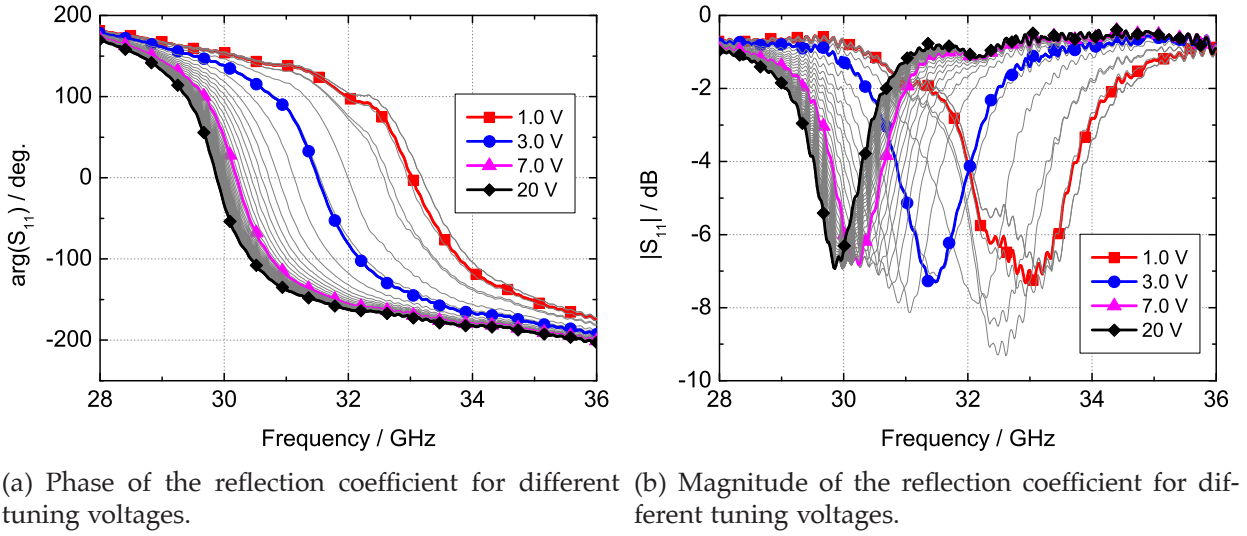 200
100
0
-100
-200
arg(S11) / deg.
28
30
32
34
36
Frequency / GHz
1.0 V
3.0 V
7.0 V
20 V
0
-2
-4
-6
-8
-10
|S11| / dB
28
30
32
34
36
Frequency / GHz
1.0 V
3.0 V
7.0 V
20 V
(a) Phase of the reflection coefficient for different
tuning voltages.
(b) Magnitude of the reflection coefficient for dif-
ferent tuning voltages.